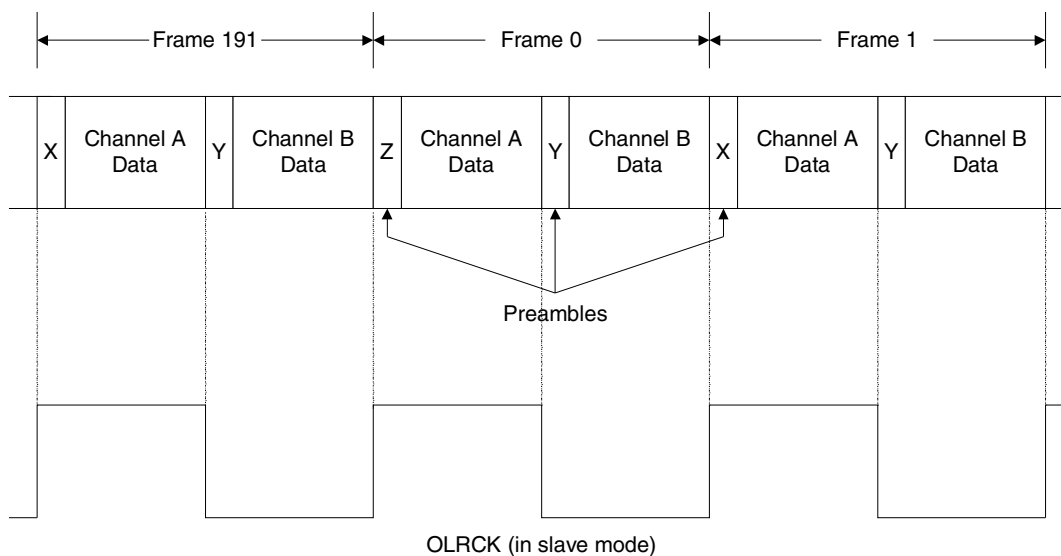 Frame 191 Frame 0 Frame 1
X Channel A Data Y Channel B Data Z Channel A Data Y Channel B Data X Channel A Data Y Channel B Data
Preambles
OLRCK (in slave mode)